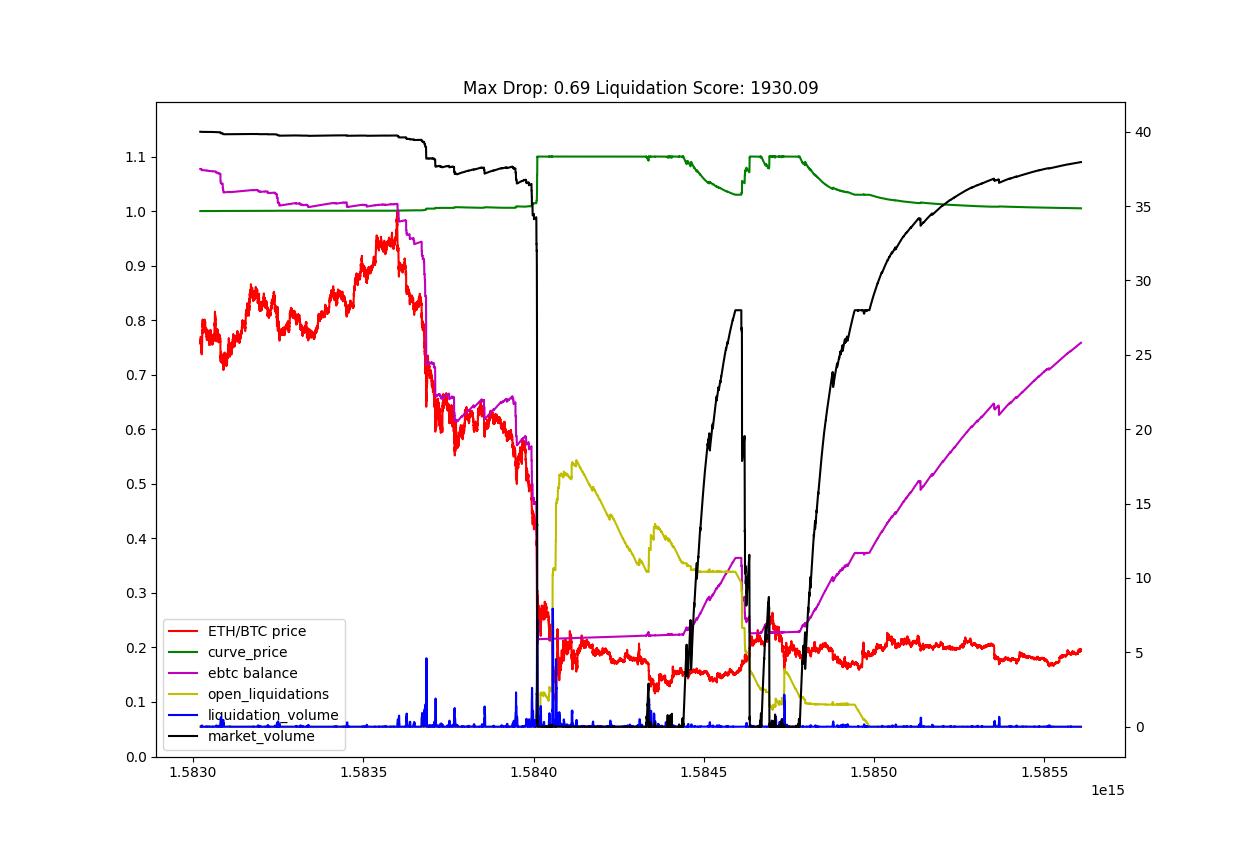 Max Drop: 0.69 Liquidation Score: 1930.09
1.1
1.0
0.9
0.8
0.7
0.6
0.5
0.4
0.3
0.2
0.1
0.0
40
35
30
25
20
15
10
5
0
ETH/BTC price
curve_price
ebtc balance
open_liquidations
liquidation_volume
market_volume
1.5830 1.5835 1.5840 1.5845 1.5850 1.5855
1e15